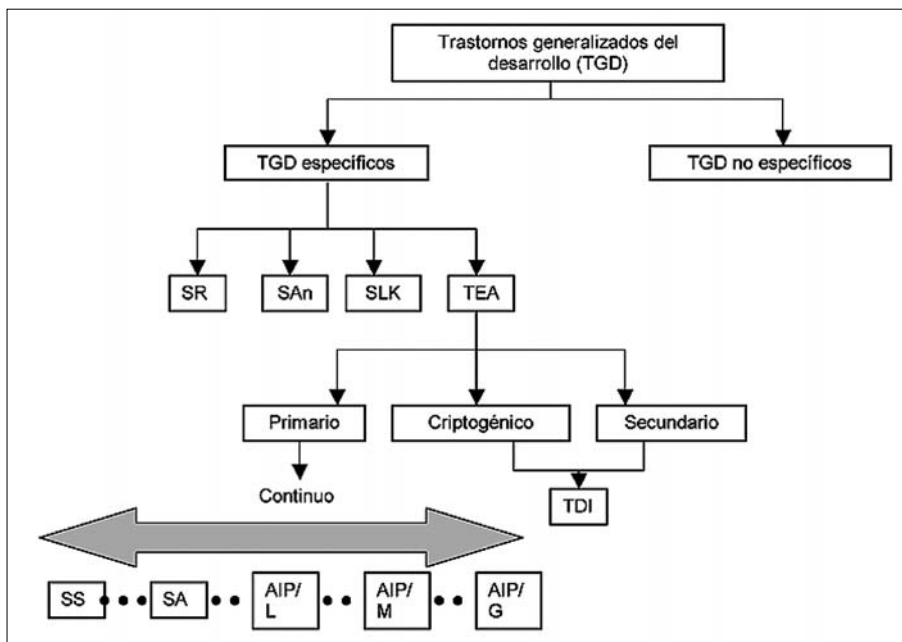 Trastornos generalizados del
desarrollo (TGD)
TGD específicos
TGD no específicos
SR
SAn
SLK
TEA
Primario
Criptogénico
Secundario
Continuo
TDI
SS
SA
AIP/
L
AIP/
M
AIP/
G